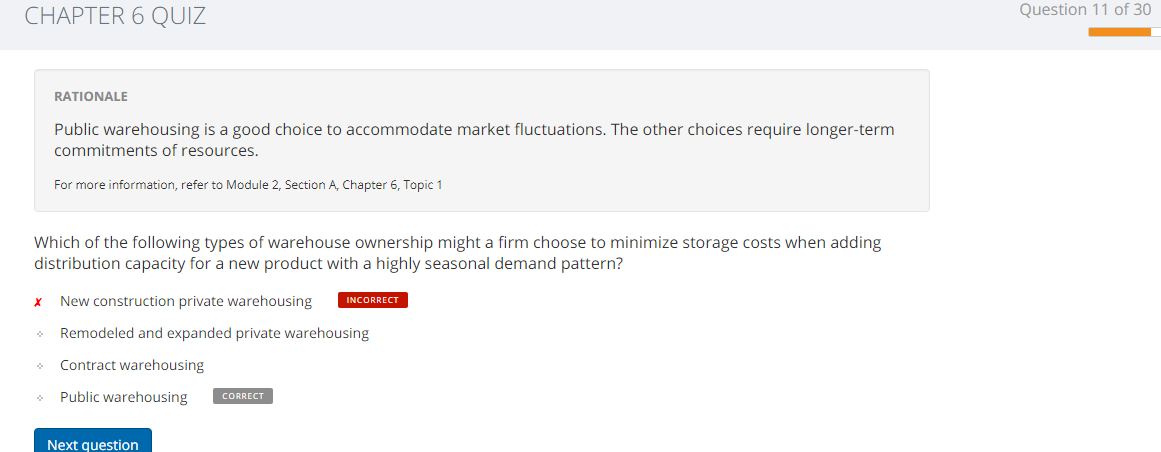 CHAPTER 6 QUIZ
Question 11 of 30
RATIONALE
Public warehousing is a good choice to accommodate market fluctuations. The other choices require longer-term
commitments of resources.
For more information, refer to Module 2, Section A, Chapter 6, Topic 1
Which of the following types of warehouse ownership might a firm choose to minimize storage costs when adding
distribution capacity for a new product with a highly seasonal demand pattern?
✗ New construction private warehousing INCORRECT
Remodeled and expanded private warehousing
Contract warehousing
Public warehousing CORRECT
Next question